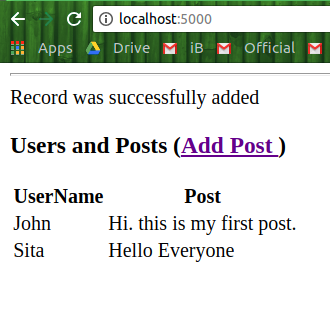 localhost:5000
Apps Drive iB Official
Record was successfully added
Users and Posts (Add Post )
UserName Post
John Hi. this is my first post.
Sita Hello Everyone